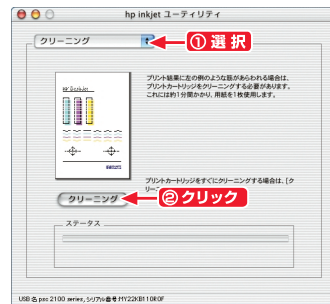 hp inkjet ユーティリティ
クリーニング
① 選択
プリント結果に左の例のような筋があらわれる場合は、
プリントカートリッジをクリーニングする必要があります。
これには約1分間かかり、用紙を1枚使用します。
プリントカートリッジをすぐにクリーニングする場合は、[ク
リーニ
クリーニング
② クリック
ステータス
USB 名 psc 2100 series, シリアル番号 MY22KB110R0F